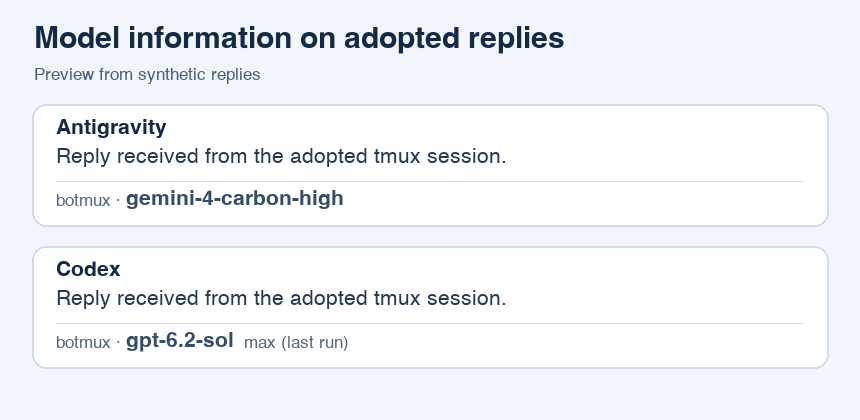 Model information on adopted replies
Preview from synthetic replies
Antigravity
Reply received from the adopted tmux session.
botmux · gemini-4-carbon-high
Codex
Reply received from the adopted tmux session.
botmux · gpt-6.2-sol max (last run)